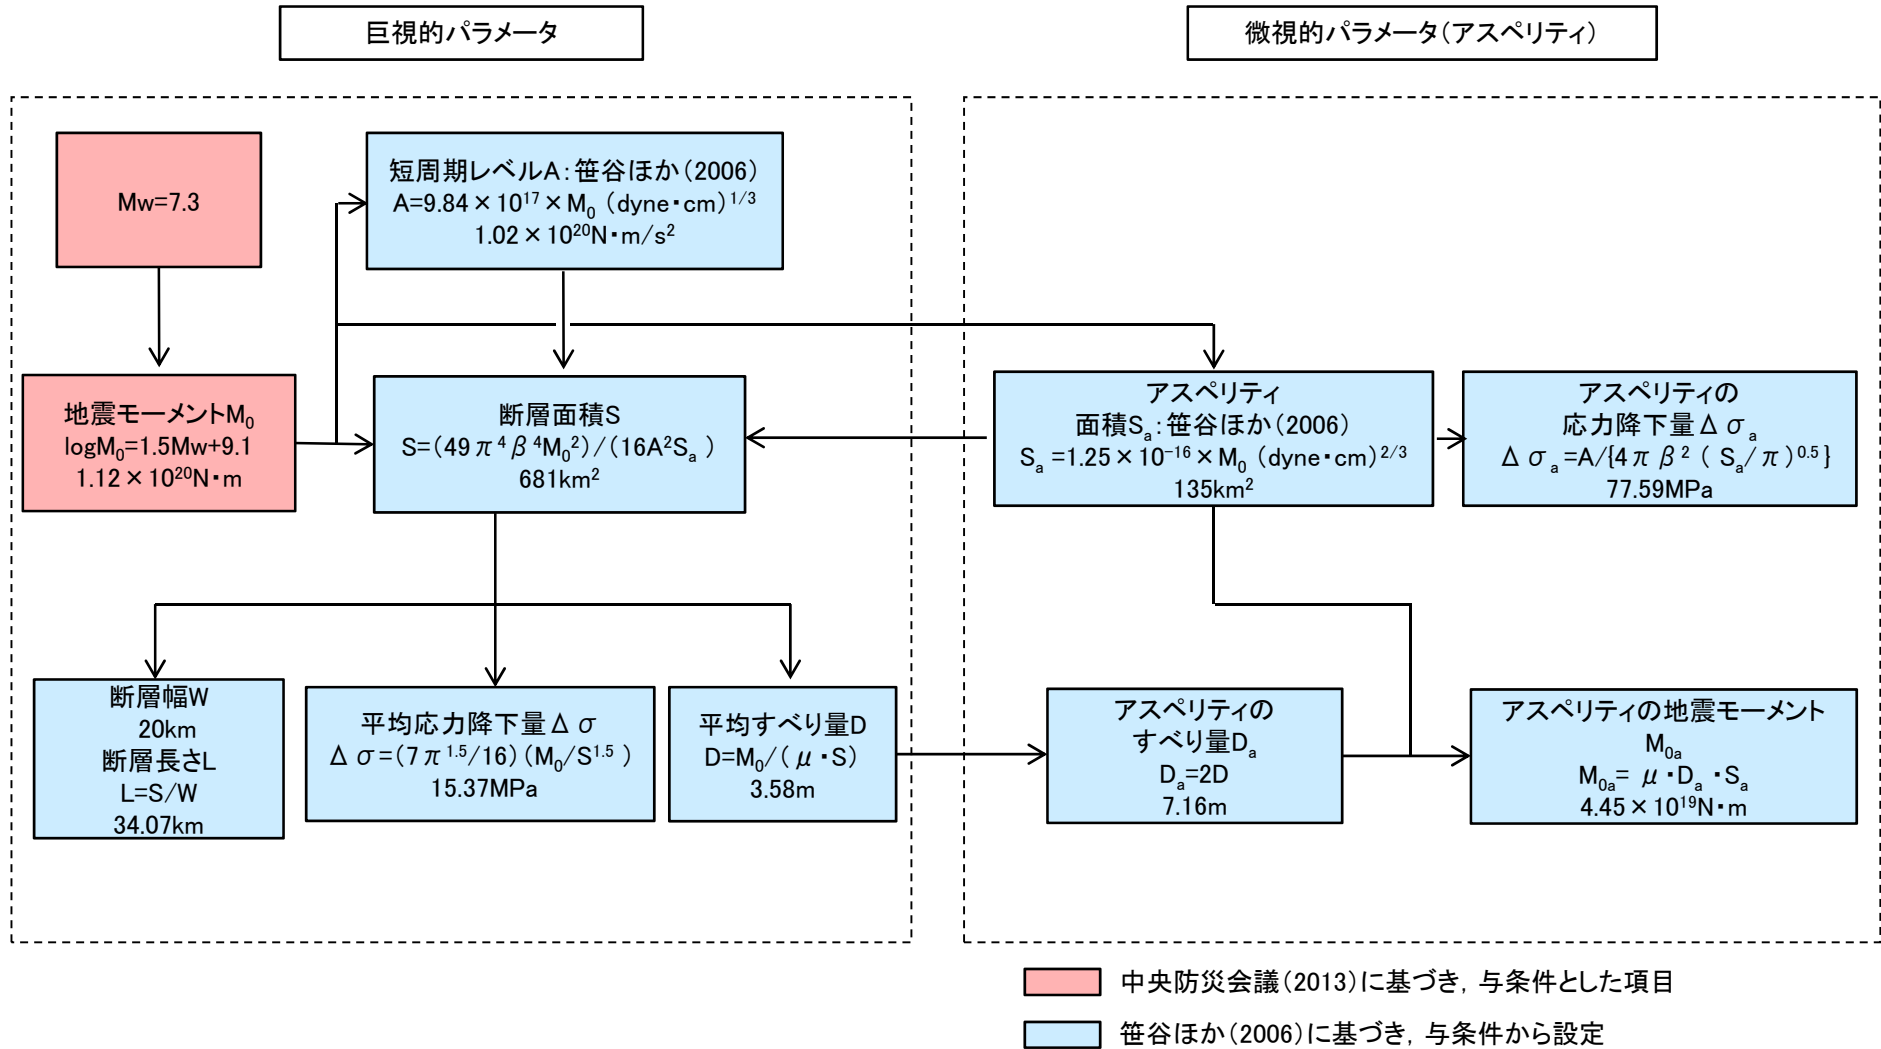 巨視的パラメータ
微視的パラメータ(アスペリティ)
Mw=7.3
短周期レベルA:笹谷ほか(2006)
A=9.84×10¹⁷×M₀ (dyne・cm)¹ᐟ³
1.02×10²⁰N・m/s²
地震モーメントM₀
logM₀=1.5Mw+9.1
1.12×10²⁰N・m
断層面積S
S=(49π⁴β⁴M₀²)/(16A²Sₐ)
681km²
アスペリティ
面積Sₐ:笹谷ほか(2006)
Sₐ=1.25×10⁻¹⁶×M₀ (dyne・cm)²ᐟ³
135km²
アスペリティの
応力降下量Δσₐ
Δσₐ=A/{4πβ²(Sₐ/π)⁰·⁵}
77.59MPa
断層幅W
20km
断層長さL
L=S/W
34.07km
平均応力降下量Δσ
Δσ=(7π¹·⁵/16)(M₀/S¹·⁵)
15.37MPa
平均すべり量D
D=M₀/(μ・S)
3.58m
アスペリティの
すべり量Dₐ
Dₐ=2D
7.16m
アスペリティの地震モーメント
M₀ₐ
M₀ₐ= μ・Dₐ・Sₐ
4.45×10¹⁹N・m
中央防災会議(2013)に基づき,与条件とした項目
笹谷ほか(2006)に基づき,与条件から設定